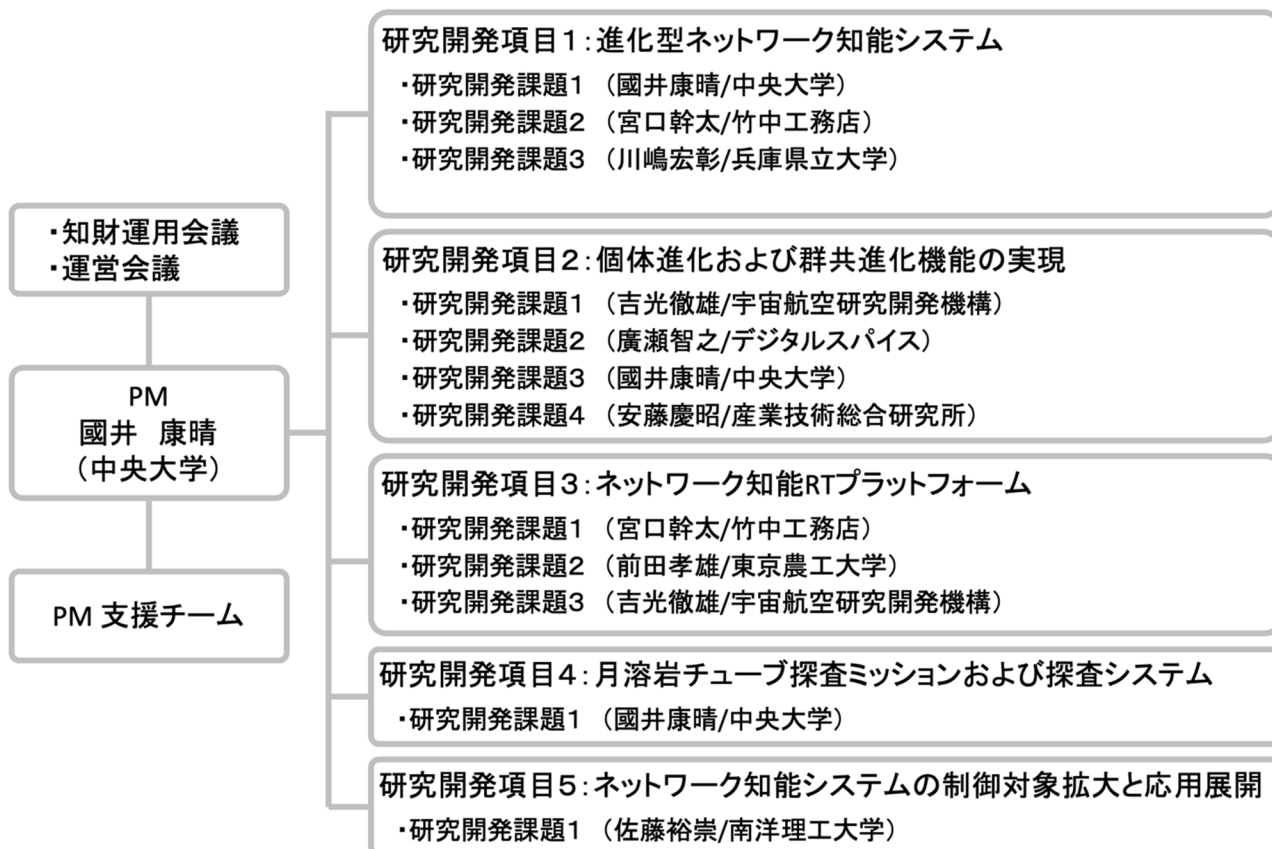 ・知財運用会議
・運営会議
PM
國井　康晴
（中央大学）
PM 支援チーム
研究開発項目１：進化型ネットワーク知能システム
・研究開発課題１（國井康晴/中央大学）
・研究開発課題２（宮口幹太/竹中工務店）
・研究開発課題３（川嶋宏彰/兵庫県立大学）
研究開発項目２：個体進化および群共進化機能の実現
・研究開発課題１（吉光徹雄/宇宙航空研究開発機構）
・研究開発課題２（廣瀬智之/デジタルスパイス）
・研究開発課題３（國井康晴/中央大学）
・研究開発課題４（安藤慶昭/産業技術総合研究所）
研究開発項目３：ネットワーク知能RTプラットフォーム
・研究開発課題１（宮口幹太/竹中工務店）
・研究開発課題２（前田孝雄/東京農工大学）
・研究開発課題３（吉光徹雄/宇宙航空研究開発機構）
研究開発項目４：月溶岩チューブ探査ミッションおよび探査システム
・研究開発課題１（國井康晴/中央大学）
研究開発項目５：ネットワーク知能システムの制御対象拡大と応用展開
・研究開発課題１（佐藤裕崇/南洋理工大学）